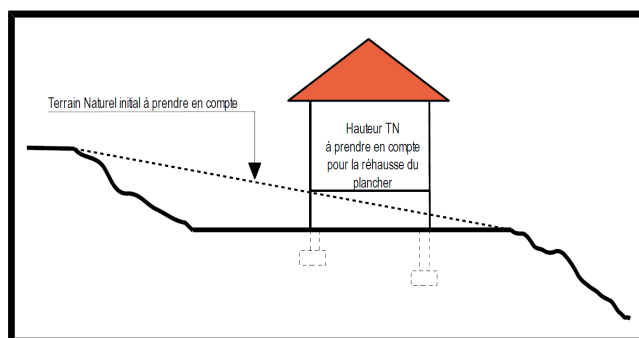 Terrain Naturel initial à prendre en compte
Hauteur TN
à prendre en compte
pour la réhausse du
plancher